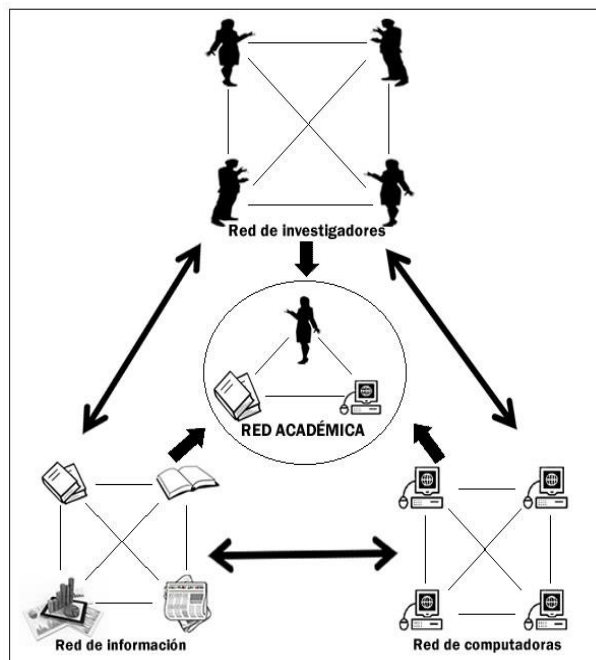 Red de investigadores
RED ACADÉMICA
Red de información
Red de computadoras